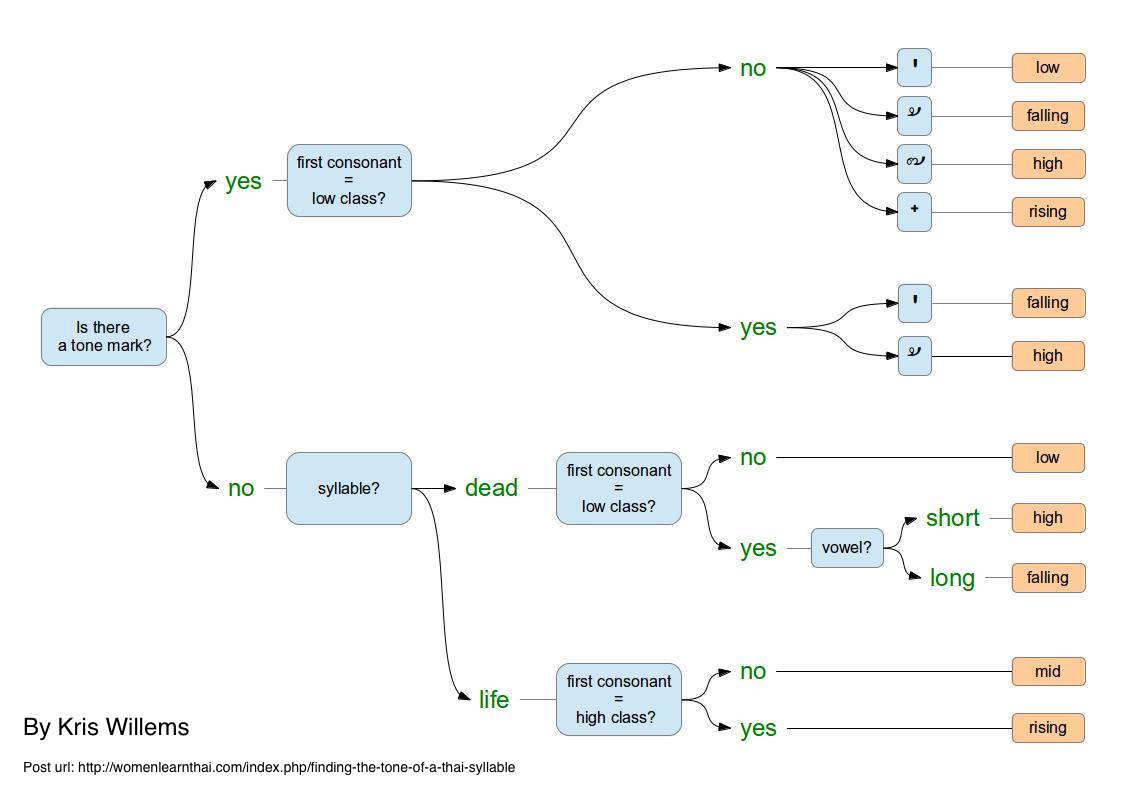 no
'
low
falling
high
+
rising
yes
first consonant
=
low class?
Is there
a tone mark?
yes
'
falling
high
no
syllable?
dead
first consonant
=
low class?
no
low
yes
vowel?
short
high
long
falling
life
first consonant
=
high class?
no
mid
yes
rising
By Kris Willems
Post url: http://womenlearnthai.com/index.php/finding-the-tone-of-a-thai-syllable